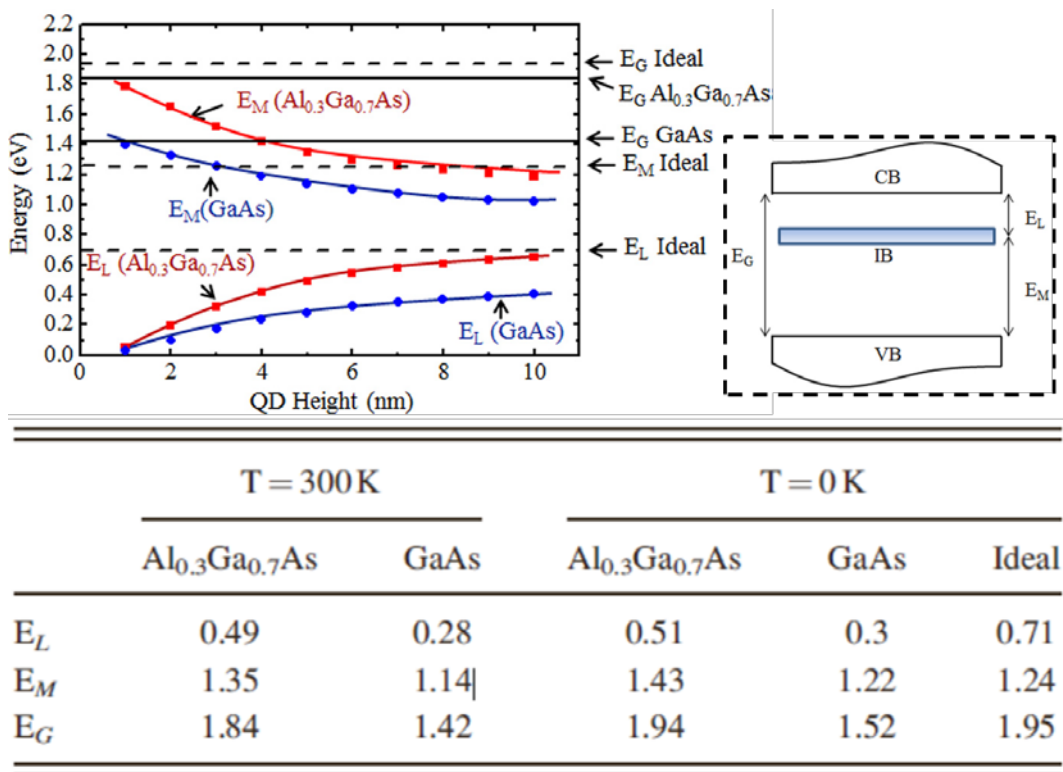 2.2
2.0
1.8
1.6
1.4
1.2
1.0
0.8
0.6
0.4
0.2
0.0
Energy (eV)
0 2 4 6 8 10
QD Height (nm)
E_M (Al0.3Ga0.7As)
E_M(GaAs)
E_L (Al0.3Ga0.7As)
E_L (GaAs)
E_G Ideal
E_G Al0.3Ga0.7As
E_G GaAs
E_M Ideal
E_L Ideal
CB
E_L
IB
E_G
E_M
VB
T = 300 K T = 0 K
Al0.3Ga0.7As GaAs Al0.3Ga0.7As GaAs Ideal
E_L 0.49 0.28 0.51 0.3 0.71
E_M 1.35 1.14 1.43 1.22 1.24
E_G 1.84 1.42 1.94 1.52 1.95